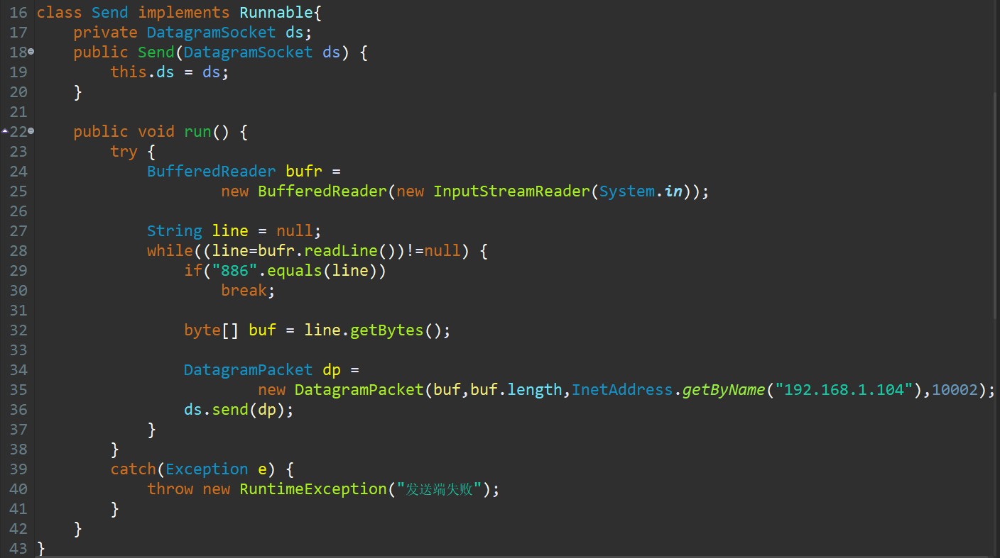 16 class Send implements Runnable{
17     private DatagramSocket ds;
18     public Send(DatagramSocket ds) {
19         this.ds = ds;
20     }
21
22     public void run() {
23         try {
24             BufferedReader bufr =
25                     new BufferedReader(new InputStreamReader(System.in));
26
27             String line = null;
28             while((line=bufr.readLine())!=null) {
29                 if("886".equals(line))
30                     break;
31
32                 byte[] buf = line.getBytes();
33
34                 DatagramPacket dp =
35                         new DatagramPacket(buf,buf.length,InetAddress.getByName("192.168.1.104"),10002);
36                 ds.send(dp);
37             }
38         }
39         catch(Exception e) {
40             throw new RuntimeException("发送端失败");
41         }
42     }
43 }